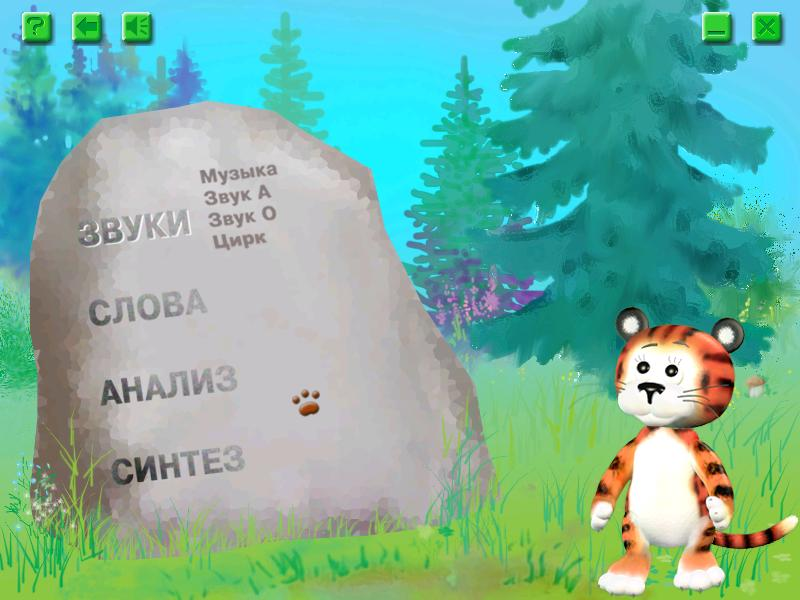 Музыка
Звук А
Звук О
Цирк
ЗВУКИ
СЛОВА
АНАЛИЗ
СИНТЕЗ
?